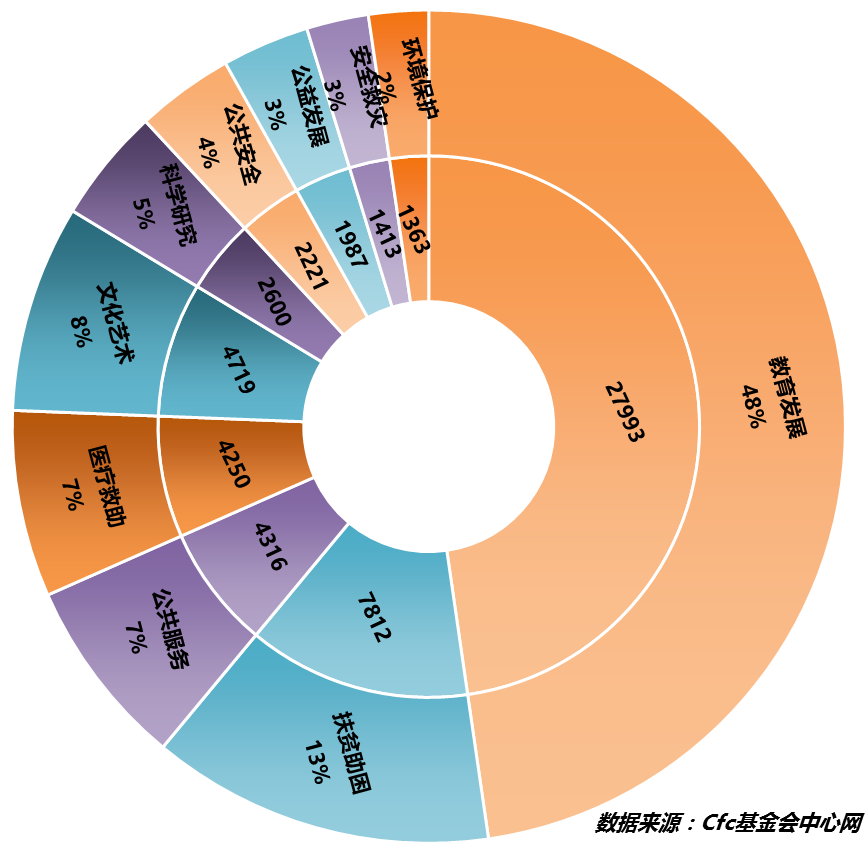 环境保护
2%
1363
安全救灾
3%
1413
公益发展
3%
1987
公共安全
4%
2221
科学研究
5%
2600
文化艺术
8%
4719
医疗救助
7%
4250
公共服务
7%
4316
扶贫助困
13%
7812
教育发展
48%
27993
数据来源：Cfc基金会中心网